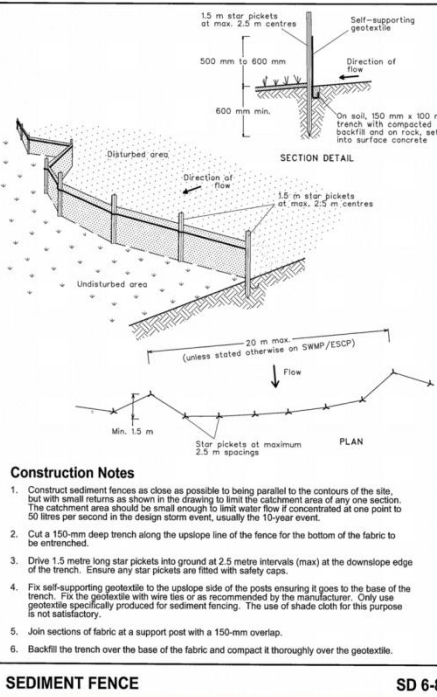 1.5 m star pickets
at max. 2.5 m centres
Self-supporting
geotextile
500 mm to 600 mm
Direction of
flow
600 mm min.
On soil, 150 mm x 100 m
trench with compacted
backfill and on rock, set
into surface concrete
SECTION DETAIL
Disturbed area
Direction of
flow
1.5 m star pickets
at max. 2.5 m centres
Undisturbed area
20 m max.
(unless stated otherwise on SWMP/ESCP)
Flow
Min. 1.5 m
Star pickets at maximum
2.5 m spacings
PLAN
Construction Notes
1. Construct sediment fences as close as possible to being parallel to the contours of the site,
but with small returns as shown in the drawing to limit the catchment area of any one section.
The catchment area should be small enough to limit water flow if concentrated at one point to
50 litres per second in the design storm event, usually the 10-year event.
2. Cut a 150-mm deep trench along the upslope line of the fence for the bottom of the fabric to
be entrenched.
3. Drive 1.5 metre long star pickets into ground at 2.5 metre intervals (max) at the downslope edge
of the trench. Ensure any star pickets are fitted with safety caps.
4. Fix self-supporting geotextile to the upslope side of the posts ensuring it goes to the base of the
trench. Fix the geotextile with wire ties or as recommended by the manufacturer. Only use
geotextile specifically produced for sediment fencing. The use of shade cloth for this purpose
is not satisfactory.
5. Join sections of fabric at a support post with a 150-mm overlap.
6. Backfill the trench over the base of the fabric and compact it thoroughly over the geotextile.
SEDIMENT FENCE
SD 6-8